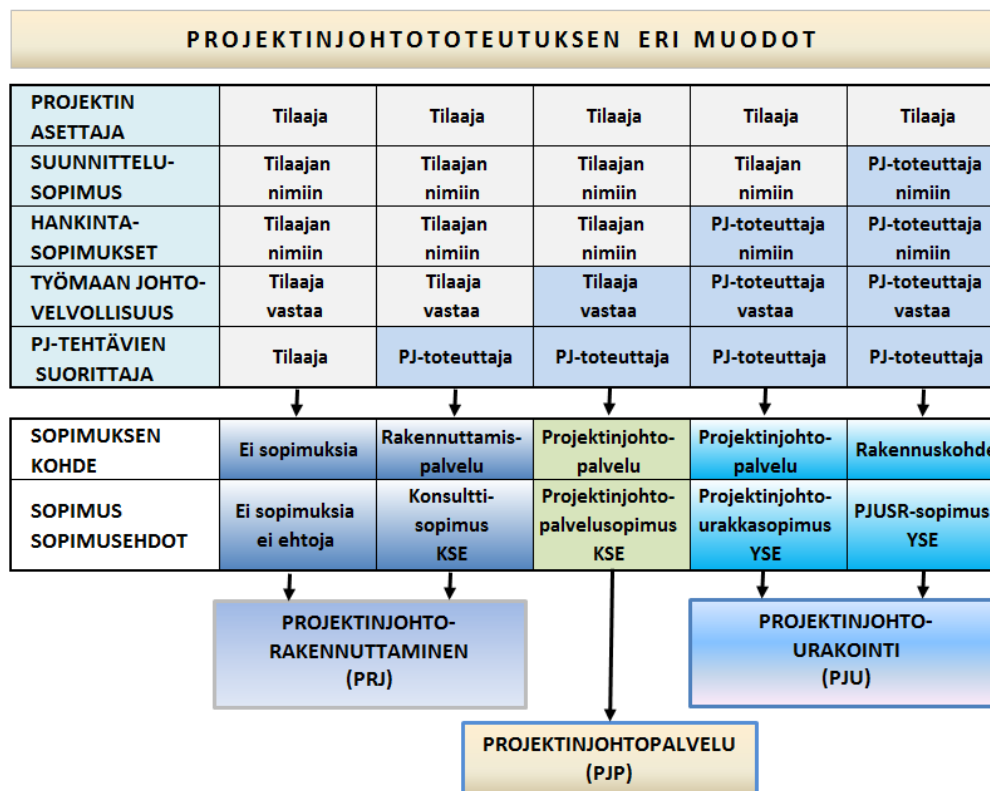 PROJEKTINJOHTOTOTEUTUKSEN ERI MUODOT
PROJEKTIN
ASETTAJA
Tilaaja
Tilaaja
Tilaaja
Tilaaja
Tilaaja
SUUNNITTELU-
SOPIMUS
Tilaajan
nimiin
Tilaajan
nimiin
Tilaajan
nimiin
Tilaajan
nimiin
PJ-toteuttaja
nimiin
HANKINTA-
SOPIMUKSET
Tilaajan
nimiin
Tilaajan
nimiin
Tilaajan
nimiin
PJ-toteuttaja
nimiin
PJ-toteuttaja
nimiin
TYÖMAAN JOHTO-
VELVOLLISUUS
Tilaaja
vastaa
Tilaaja
vastaa
Tilaaja
vastaa
PJ-toteuttaja
vastaa
PJ-toteuttaja
vastaa
PJ-TEHTÄVIEN
SUORITTAJA
Tilaaja
PJ-toteuttaja
PJ-toteuttaja
PJ-toteuttaja
PJ-toteuttaja
SOPIMUKSEN
KOHDE
Ei sopimuksia
Rakennuttamis-
palvelu
Projektinjohto-
palvelu
Projektinjohto-
palvelu
Rakennuskohde
SOPIMUS
SOPIMUSEHDOT
Ei sopimuksia
ei ehtoja
Konsultti-
sopimus
KSE
Projektinjohto-
palvelusopimus
KSE
Projektinjohto-
urakkasopimus
YSE
PJUSR-sopimus
YSE
PROJEKTINJOHTO-
RAKENNUTTAMINEN
(PRJ)
PROJEKTINJOHTO-
URAKOINTI
(PJU)
PROJEKTINJOHTOPALVELU
(PJP)